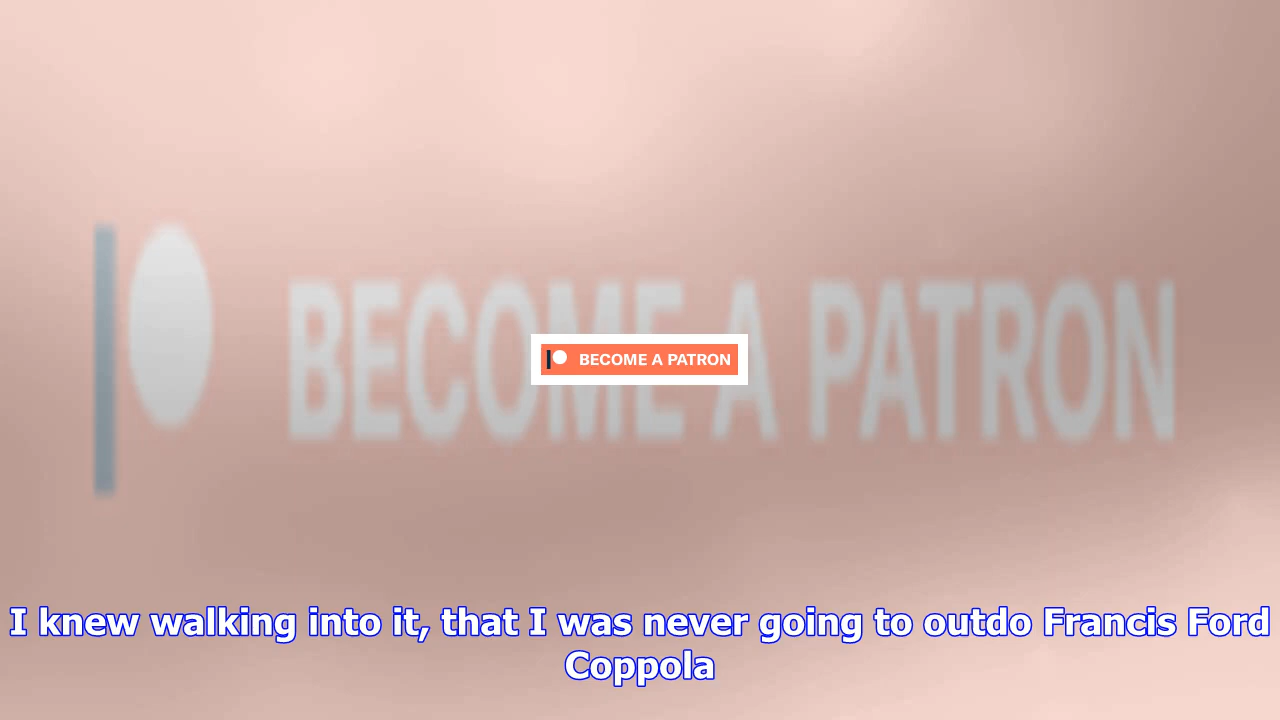 BECOME A PATRON
BECOME A PATRON
I knew walking into it, that I was never going to outdo Francis Ford
Coppola